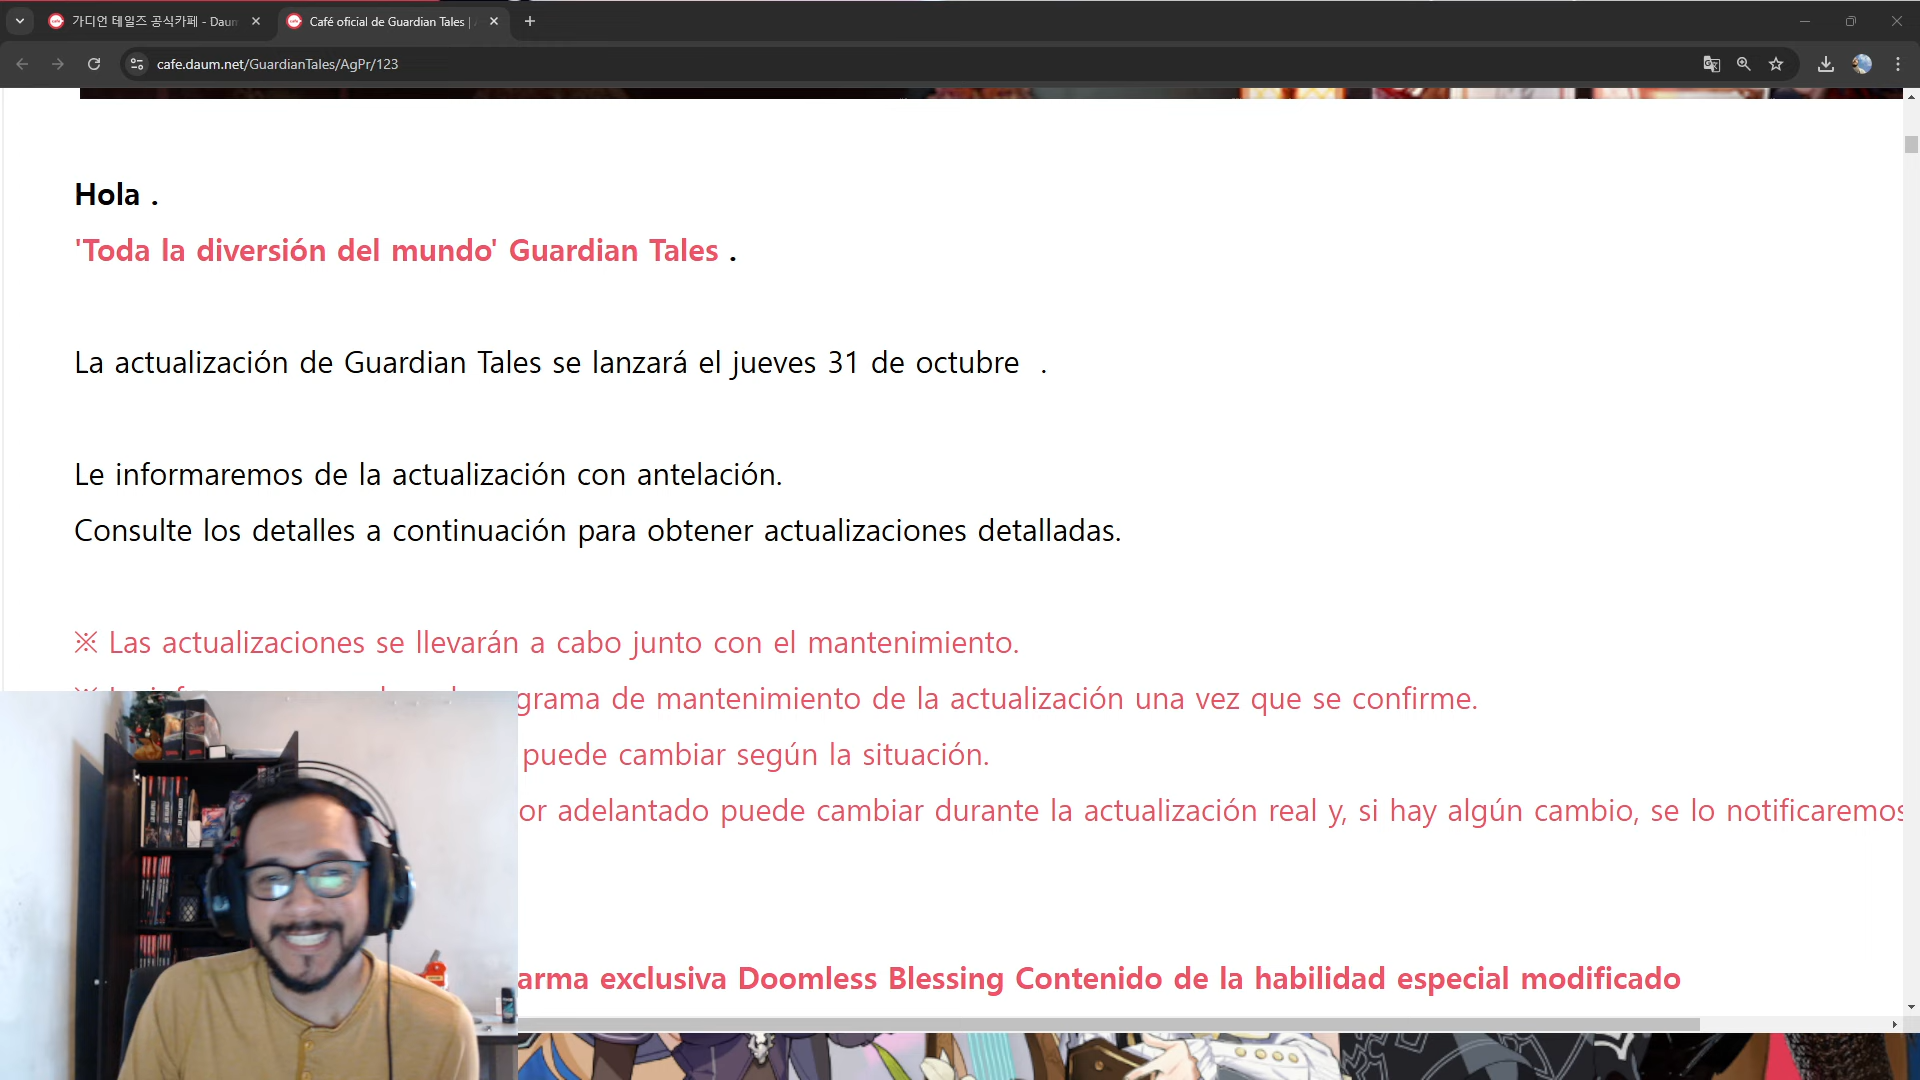 가디언 테일즈 공식카페 - Daum
Café oficial de Guardian Tales |
cafe.daum.net/GuardianTales/AgPr/123
Hola .
'Toda la diversión del mundo' Guardian Tales .
La actualización de Guardian Tales se lanzará el jueves 31 de octubre .
Le informaremos de la actualización con antelación.
Consulte los detalles a continuación para obtener actualizaciones detalladas.
※ Las actualizaciones se llevarán a cabo junto con el mantenimiento.
grama de mantenimiento de la actualización una vez que se confirme.
puede cambiar según la situación.
or adelantado puede cambiar durante la actualización real y, si hay algún cambio, se lo notificaremos
arma exclusiva Doomless Blessing Contenido de la habilidad especial modificado